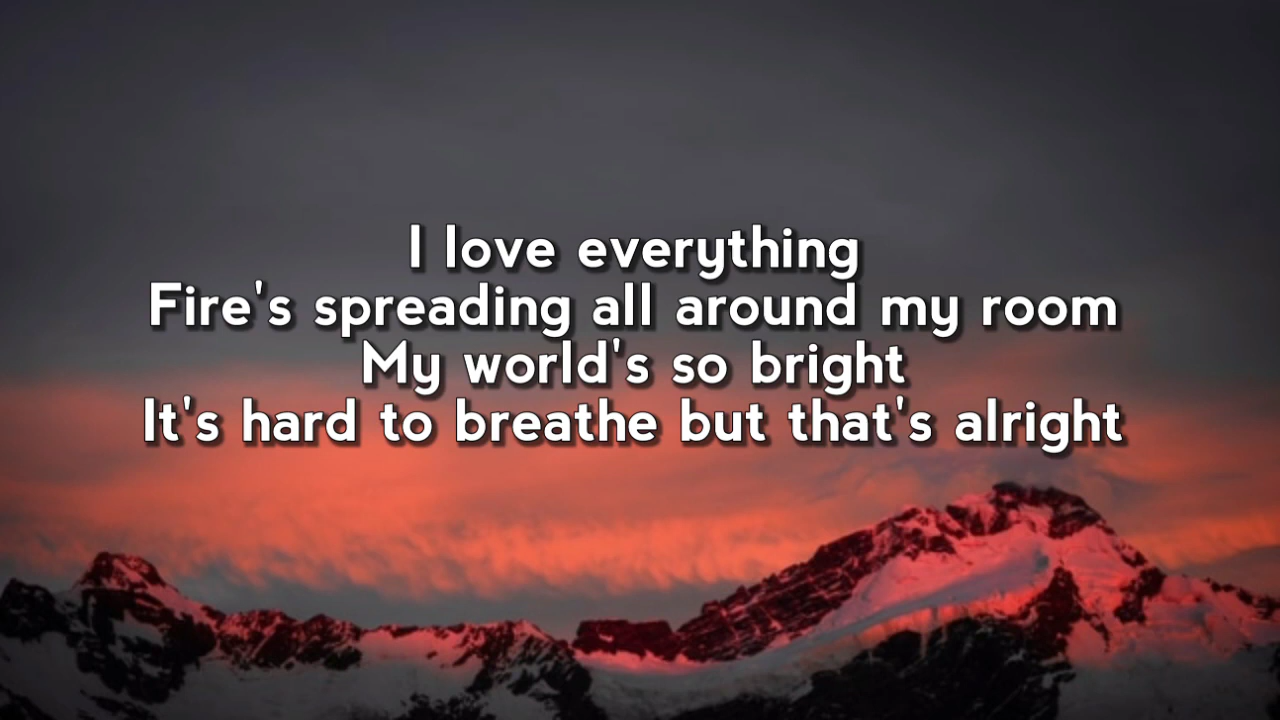 I love everything
Fire's spreading all around my room
My world's so bright
It's hard to breathe but that's alright